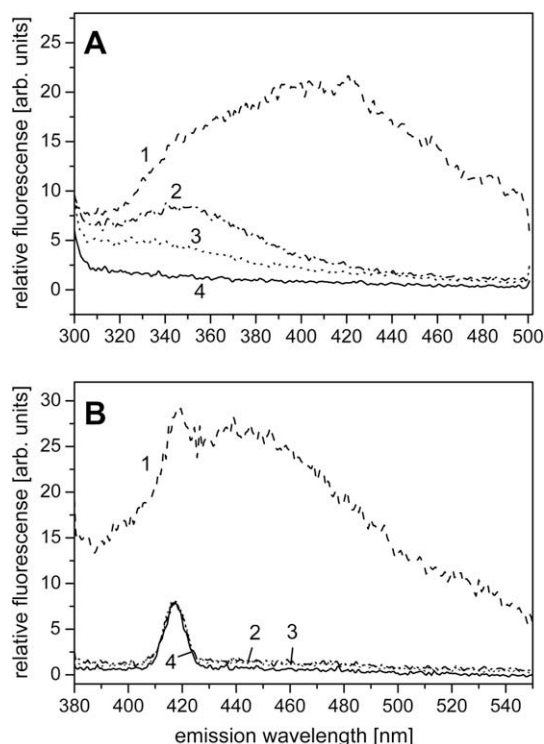 A
relative fluorescense [arb. units]
25
20
15
10
5
0
1
2
3
4
300 320 340 360 380 400 420 440 460 480 500
B
relative fluorescense [arb. units]
30
25
20
15
10
5
0
1
2 3
4
380 400 420 440 460 480 500 520 540
emission wavelength [nm]